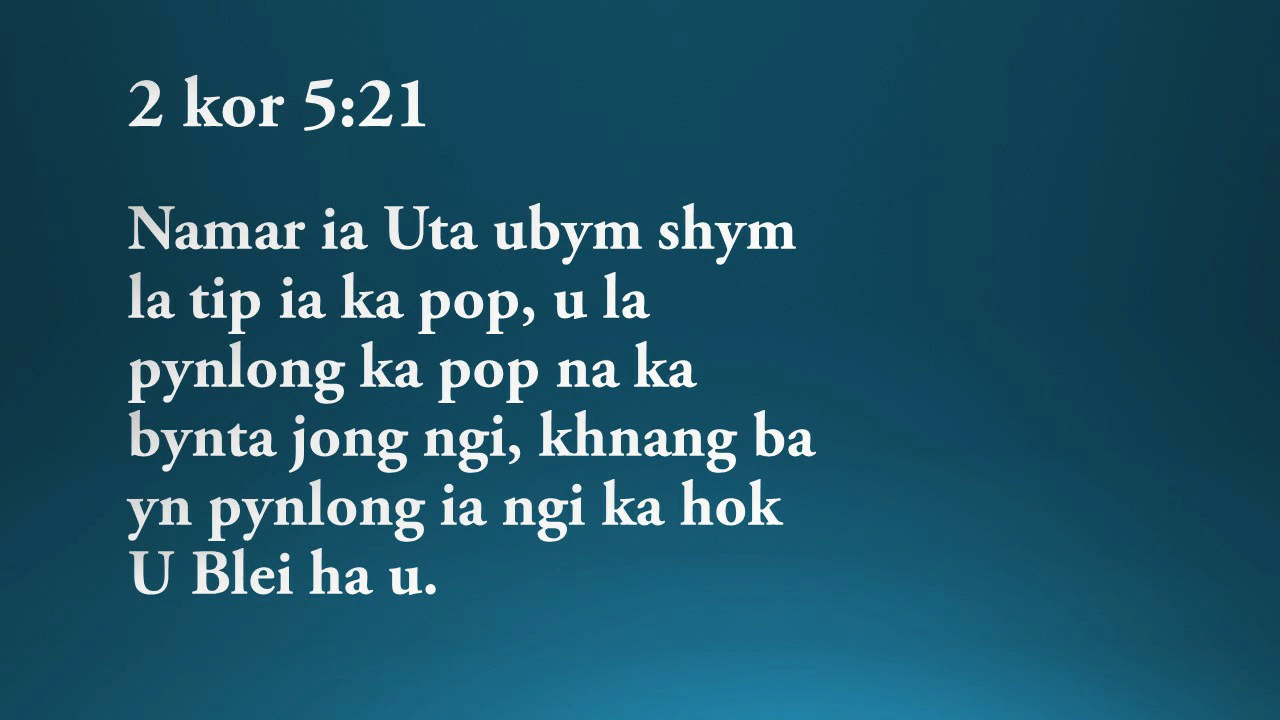 2 kor 5:21
Namar ia Uta ubym shym
la tip ia ka pop, u la
pynlong ka pop na ka
bynta jong ngi, khnang ba
yn pynlong ia ngi ka hok
U Blei ha u.